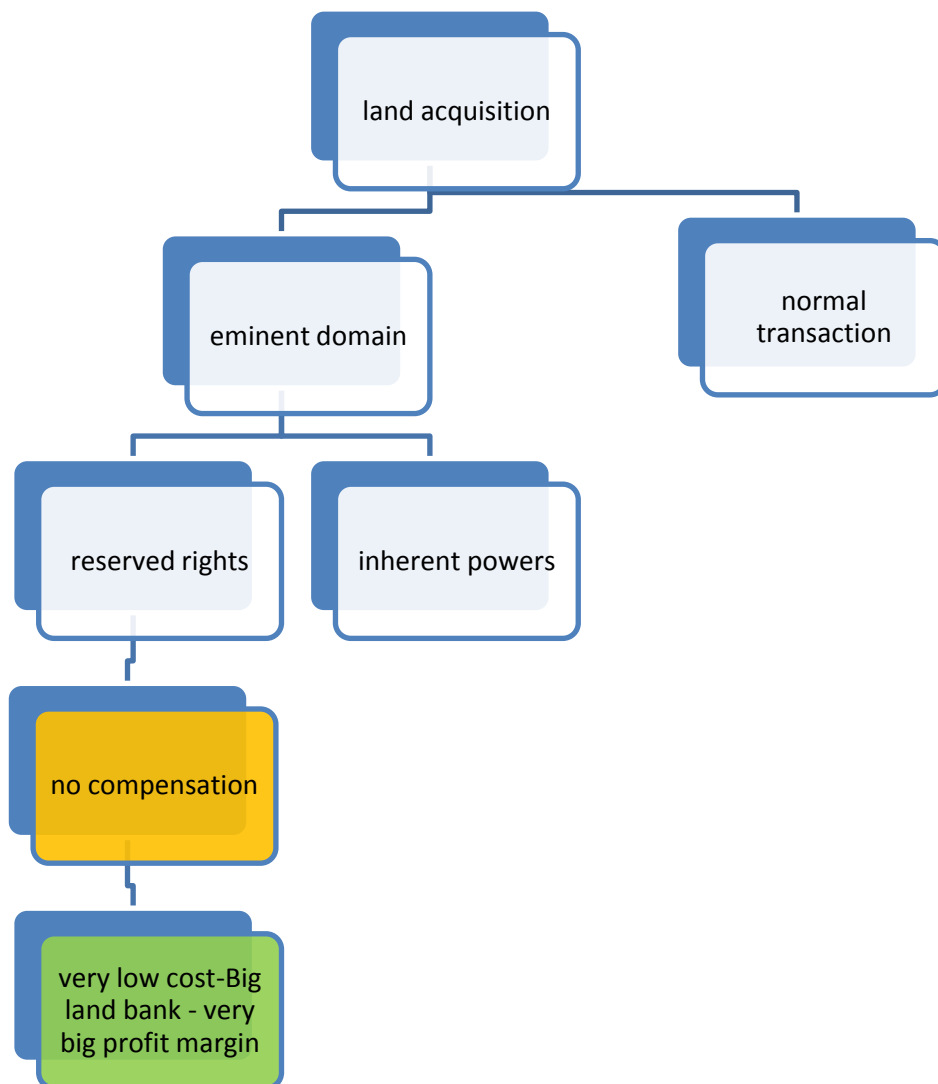 land acquisition
eminent domain
normal
transaction
reserved rights
inherent powers
no compensation
very low cost-Big
land bank - very
big profit margin